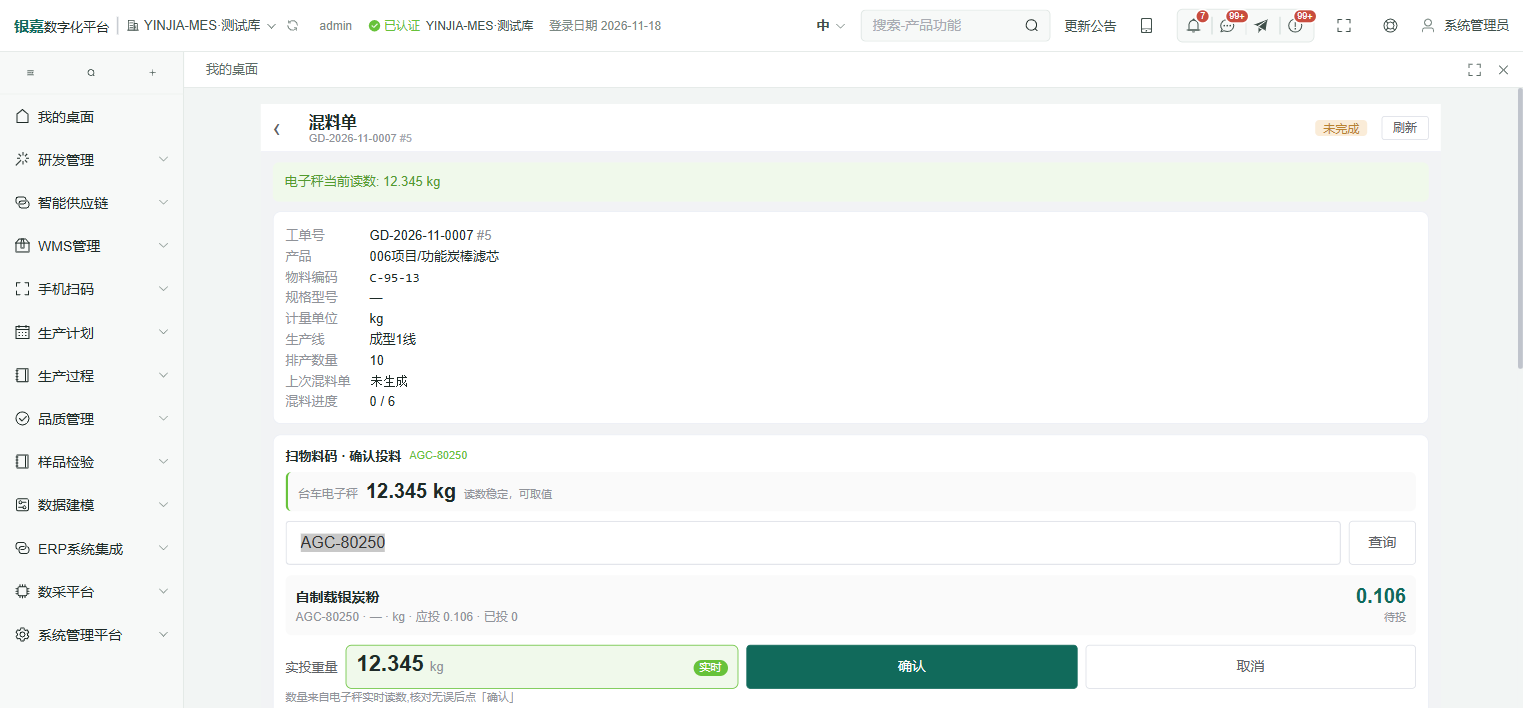 银嘉数字化平台 YINJIA-MES·测试库 admin 已认证 YINJIA-MES·测试库 登录日期 2026-11-18 中 搜索-产品功能 更新公告 7 99+ 99+ 系统管理员
我的桌面
我的桌面
研发管理
智能供应链
WMS管理
手机扫码
生产计划
生产过程
品质管理
样品检验
数据建模
ERP系统集成
数采平台
系统管理平台
混料单
GD-2026-11-0007 #5
未完成 刷新
电子秤当前读数: 12.345 kg
工单号 GD-2026-11-0007 #5
产品 006项目/功能炭棒滤芯
物料编码 C-95-13
规格型号 —
计量单位 kg
生产线 成型1线
排产数量 10
上次混料单 未生成
混料进度 0 / 6
扫物料码 · 确认投料 AGC-80250
台车电子秤 12.345 kg 读数稳定，可取值
AGC-80250 查询
自制载银炭粉 0.106
AGC-80250 · — · kg · 应投 0.106 · 已投 0 待投
实投重量 12.345 kg 实时 确认 取消
数量来自电子秤实时读数,核对无误后点「确认」